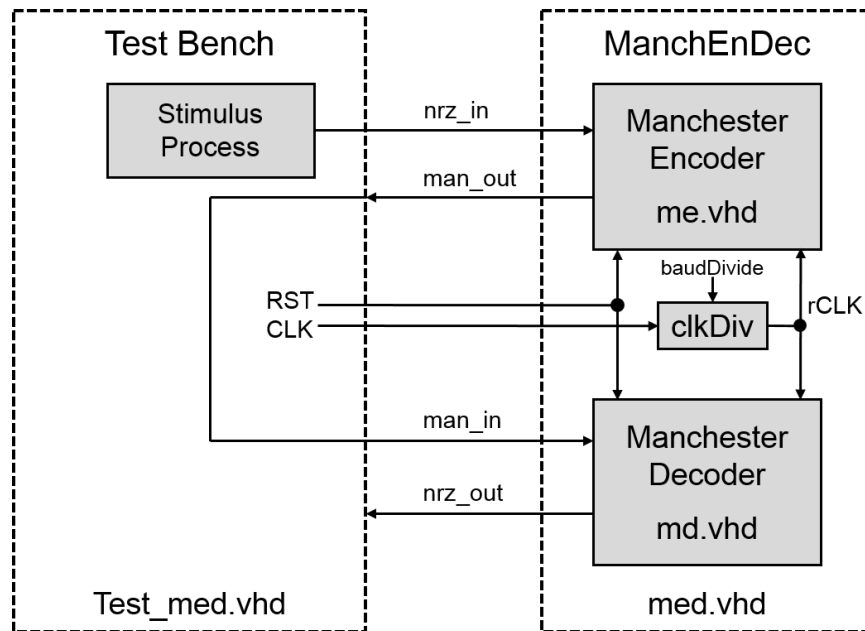 Test Bench
ManchEnDec
Stimulus
Process
nrz_in
Manchester
Encoder
me.vhd
man_out
baudDivide
RST
CLK
clkDiv
rCLK
man_in
Manchester
Decoder
md.vhd
nrz_out
Test_med.vhd
med.vhd